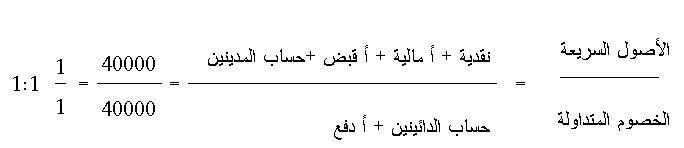 الأصول السريعة
الخصوم المتداولة
=
نقدية + أ مالية + أ قبض +حساب المدينين
حساب الدائنين + أ دفع
=
40000
40000
=
1
1
1:1